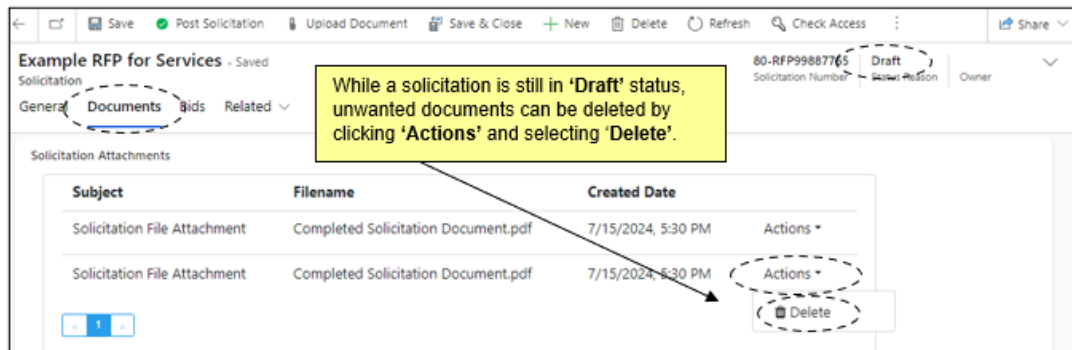 Save Post Solicitation Upload Document Save & Close New Delete Refresh Check Access Share
Example RFP for Services - Saved
Solicitation
80-RFP99887765 Draft
Solicitation Number Status Reason Owner
General Documents Bids Related
While a solicitation is still in ‘Draft’ status,
unwanted documents can be deleted by
clicking ‘Actions’ and selecting ‘Delete’.
Solicitation Attachments
Subject Filename Created Date
Solicitation File Attachment Completed Solicitation Document.pdf 7/15/2024, 5:30 PM Actions
Solicitation File Attachment Completed Solicitation Document.pdf 7/15/2024, 5:30 PM Actions
Delete
« 1 »